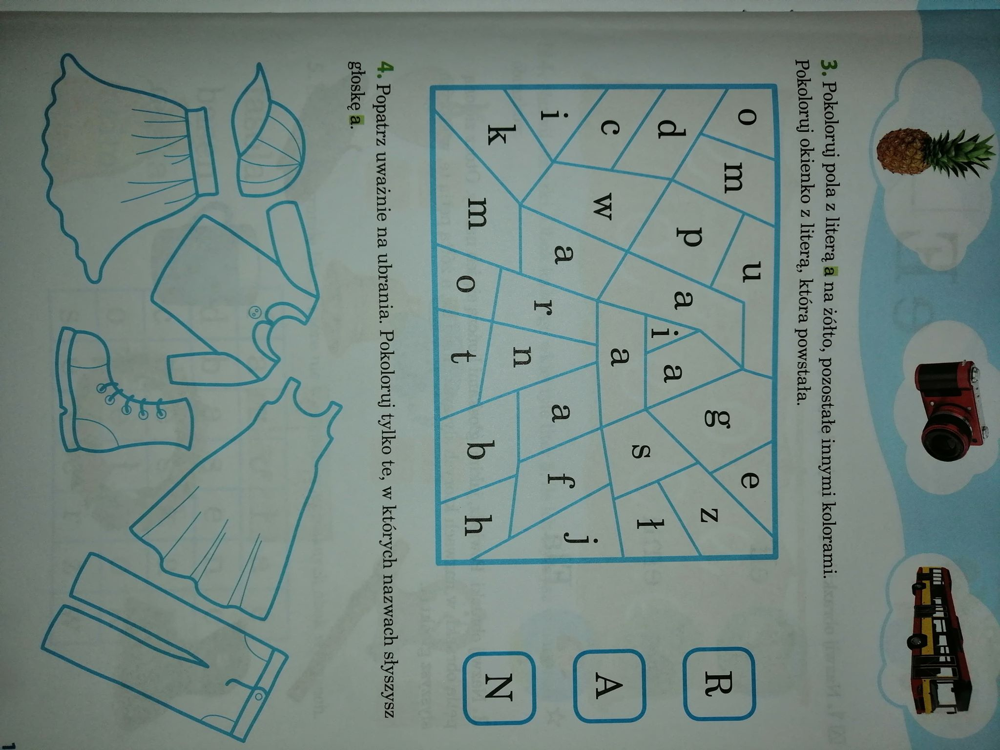 3. Pokoloruj pola z literą a na żółto, pozostałe innymi kolorami.
Pokoloruj okienko z literą, która powstała.
o m u e
g z
d p a i a
R
c w a s ł
A
i a r a f j
k n
N
m o t b h
4. Popatrz uważnie na ubrania. Pokoloruj tylko te, w których nazwach słyszysz
głoskę a.